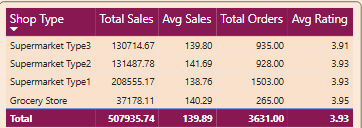 Shop Type Total Sales Avg Sales Total Orders Avg Rating
Supermarket Type3 130714.67 139.80 935.00 3.91
Supermarket Type2 131487.78 141.69 928.00 3.93
Supermarket Type1 208555.17 138.76 1503.00 3.93
Grocery Store 37178.11 140.29 265.00 3.95
Total 507935.74 139.89 3631.00 3.93